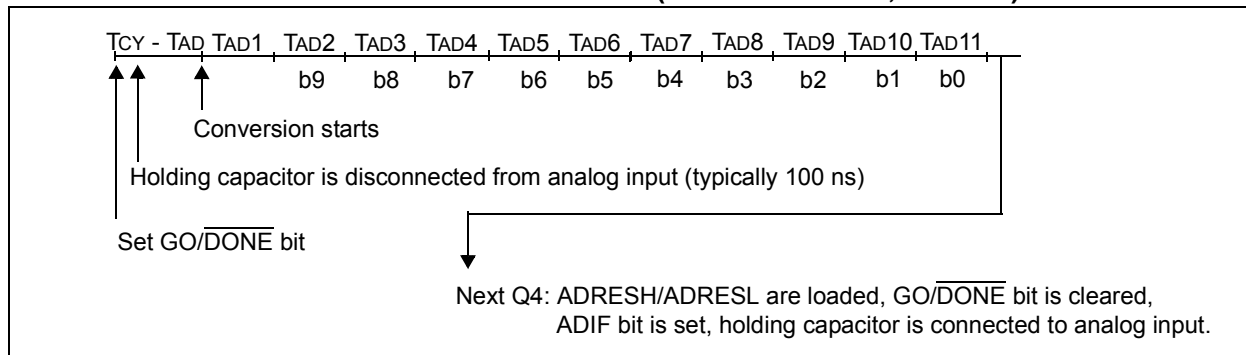 TCY - TAD TAD1 TAD2 TAD3 TAD4 TAD5 TAD6 TAD7 TAD8 TAD9 TAD10 TAD11
b9 b8 b7 b6 b5 b4 b3 b2 b1 b0
Conversion starts
Holding capacitor is disconnected from analog input (typically 100 ns)
Set GO/DONE bit
Next Q4: ADRESH/ADRESL are loaded, GO/DONE bit is cleared,
ADIF bit is set, holding capacitor is connected to analog input.